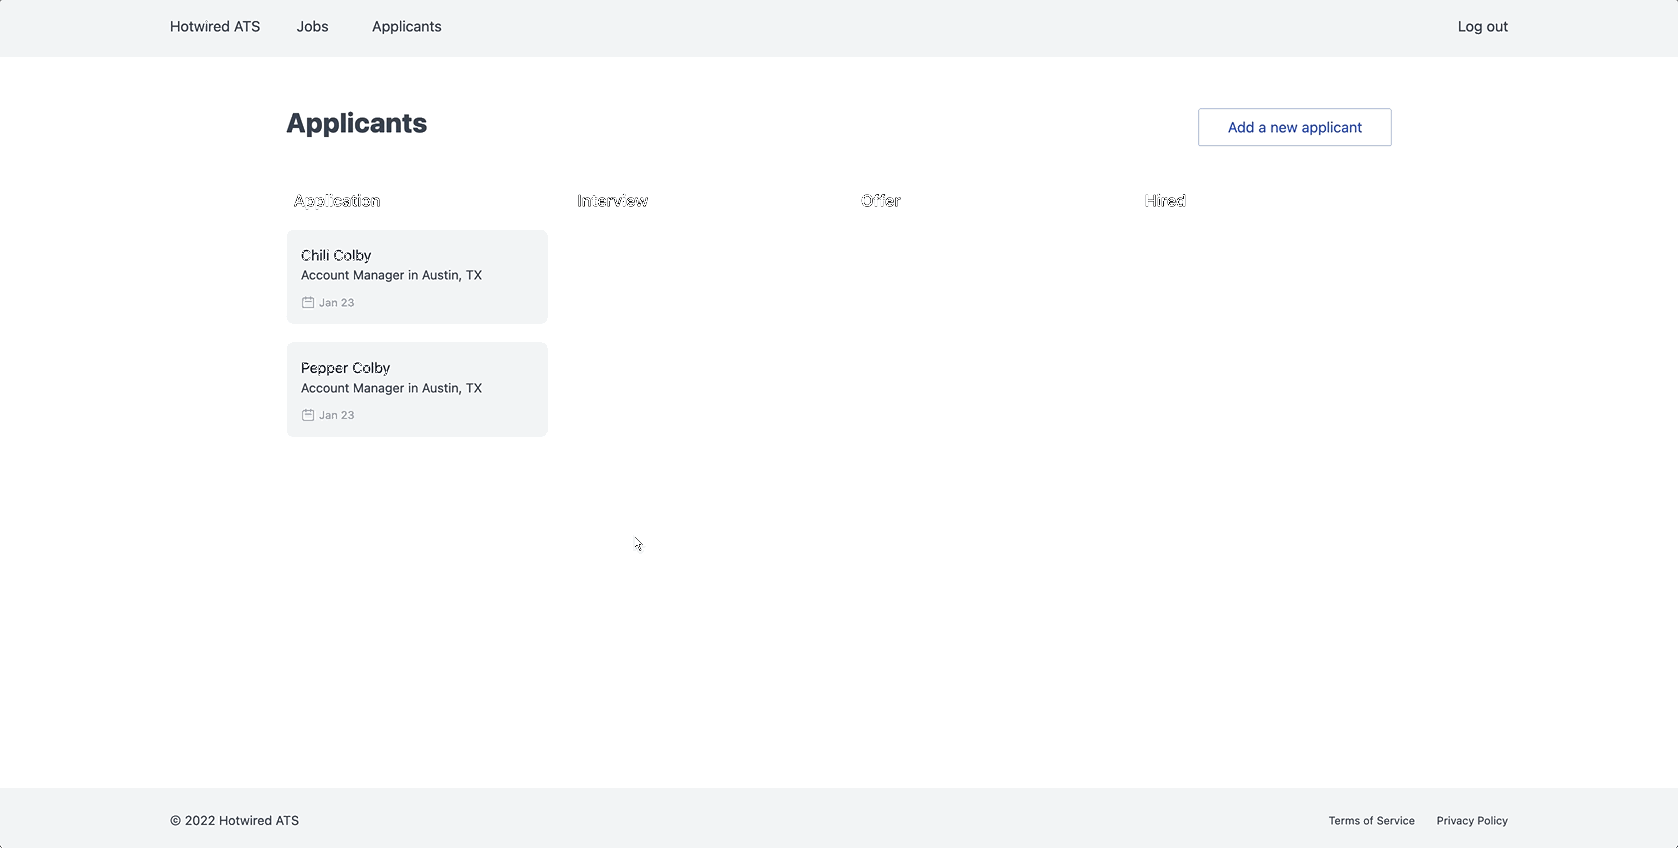 Hotwired ATS Jobs Applicants Log out
Applicants
Add a new applicant
Application Interview Offer Hired
Chili Colby
Account Manager in Austin, TX
Jan 23
Pepper Colby
Account Manager in Austin, TX
Jan 23
© 2022 Hotwired ATS Terms of Service Privacy Policy